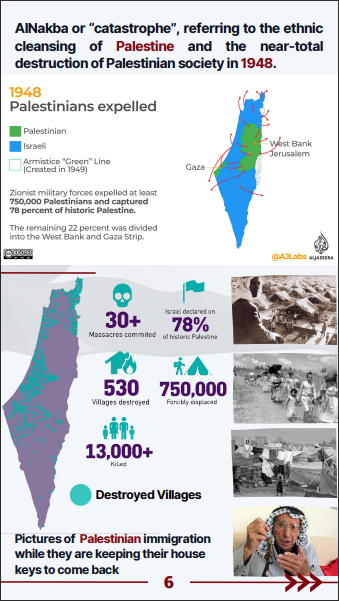 AlNakba or “catastrophe”, referring to the ethnic
cleansing of Palestine and the near-total
destruction of Palestinian society in 1948.
1948
Palestinians expelled
Palestinian
Israeli
Armistice “Green” Line
(Created in 1949)
Gaza
West Bank
Jerusalem
Zionist military forces expelled at least
750,000 Palestinians and captured
78 percent of historic Palestine.
The remaining 22 percent was divided
into the West Bank and Gaza Strip.
@AJLabs
ALJAZEERA
30+
Massacres commited
Israel declared on
78%
of historic Palestine
530
Villages destroyed
750,000
Forcibly displaced
13,000+
Killed
Destroyed Villages
Pictures of Palestinian immigration
while they are keeping their house
keys to come back
6